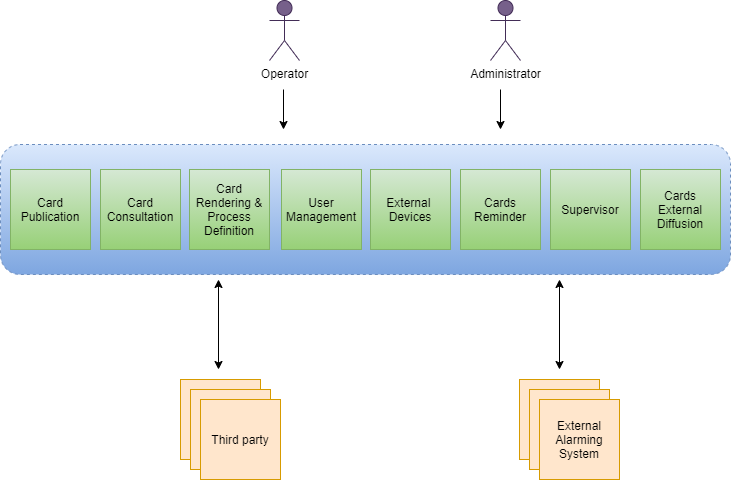 Operator
Administrator
Card
Publication
Card
Consultation
Card
Rendering &
Process
Definition
User
Management
External
Devices
Cards
Reminder
Supervisor
Cards
External
Diffusion
Third party
External
Alarming
System